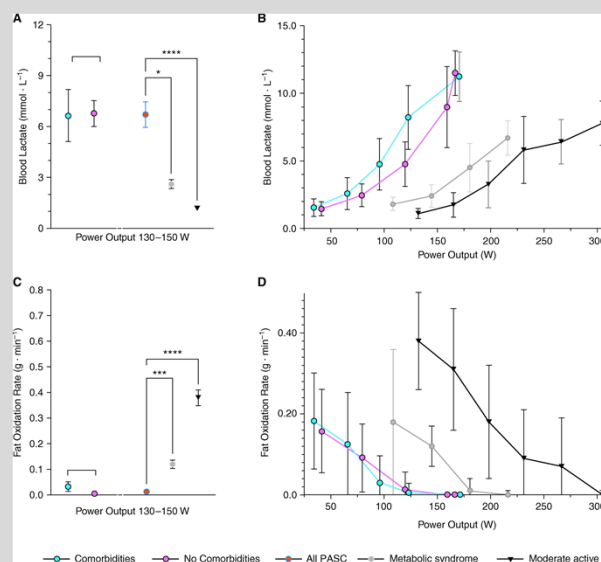 A
Blood Lactate (mmol · L⁻¹)
12
9
6
3
0
****
*
Power Output 130–150 W
B
Blood Lactate (mmol · L⁻¹)
15.0
10.0
5.0
0.0
50 100 150 200 250 300
Power Output (W)
C
Fat Oxidation Rate (g · min⁻¹)
0.8
0.7
0.6
0.5
0.4
0.3
0.2
0.1
0.0
****
***
Power Output 130–150 W
D
Fat Oxidation Rate (g · min⁻¹)
0.40
0.20
0.0
50 100 150 200 250 300
Power Output (W)
Comorbidities No Comorbidities All PASC Metabolic syndrome Moderate active